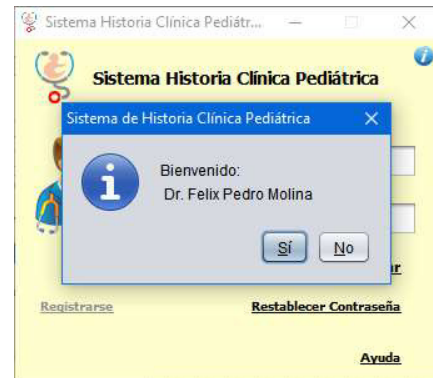 Sistema Historia Clínica Pediátr...
Sistema Historia Clínica Pediátrica
Sistema de Historia Clínica Pediátrica
Bienvenido:
Dr. Felix Pedro Molina
Sí
No
Registrarse
Restablecer Contraseña
Ayuda